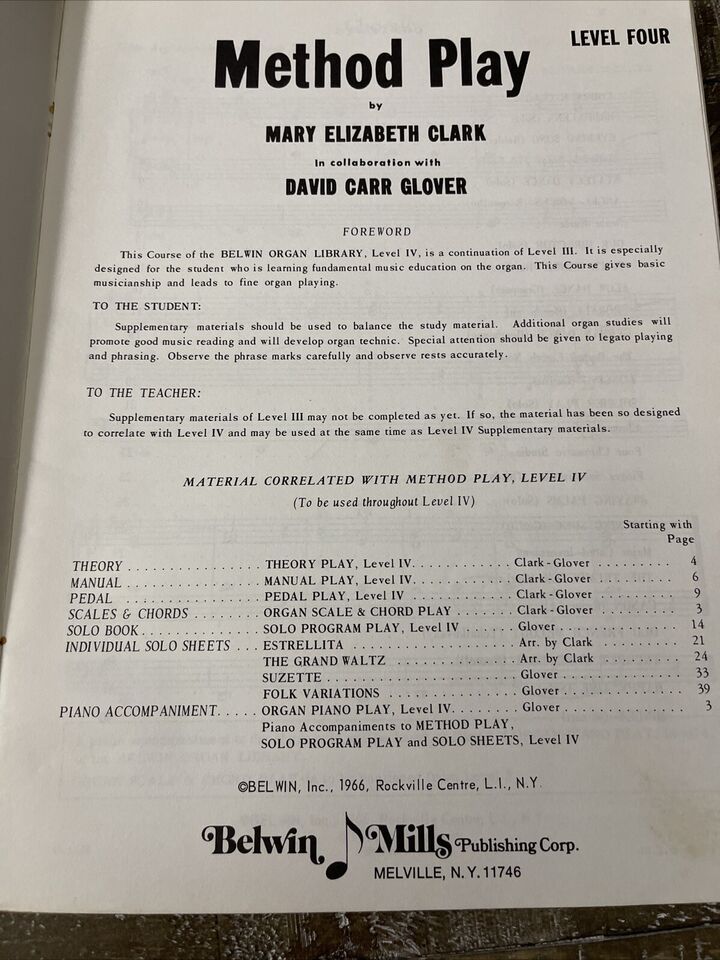 LEVEL FOUR
Method Play
by
MARY ELIZABETH CLARK
In collaboration with
DAVID CARR GLOVER
FOREWORD
This Course of the BELWIN ORGAN LIBRARY, Level IV, is a continuation of Level III. It is especially
designed for the student who is learning fundamental music education on the organ. This Course gives basic
musicianship and leads to fine organ playing.
TO THE STUDENT:
Supplementary materials should be used to balance the study material. Additional organ studies will
promote good music reading and will develop organ technic. Special attention should be given to legato playing
and phrasing. Observe the phrase marks carefully and observe rests accurately.
TO THE TEACHER:
Supplementary materials of Level III may not be completed as yet. If so, the material has been so designed
to correlate with Level IV and may be used at the same time as Level IV Supplementary materials.
MATERIAL CORRELATED WITH METHOD PLAY, LEVEL IV
(To be used throughout Level IV)
Starting with
Page
THEORY . . . . . . . . . . . . . . . . THEORY PLAY, Level IV. . . . . . . . . . . . Clark-Glover . . . . . . . . . 4
MANUAL . . . . . . . . . . . . . . . . MANUAL PLAY, Level IV. . . . . . . . . . . Clark-Glover . . . . . . . . . 6
PEDAL . . . . . . . . . . . . . . . . PEDAL PLAY, Level IV . . . . . . . . . . . Clark-Glover . . . . . . . . . 9
SCALES & CHORDS . . . . . . . . ORGAN SCALE & CHORD PLAY . . . . . . Clark-Glover . . . . . . . . . 3
SOLO BOOK. . . . . . . . . . . . . . SOLO PROGRAM PLAY, Level IV . . . . . . Glover . . . . . . . . . . . . . 14
INDIVIDUAL SOLO SHEETS . . . ESTRELLITA . . . . . . . . . . . . . . . . . Arr. by Clark . . . . . . . . . 21
THE GRAND WALTZ . . . . . . . . . . . . . Arr. by Clark . . . . . . . . . 24
SUZETTE . . . . . . . . . . . . . . . . . . . . Glover . . . . . . . . . . . . . 33
FOLK VARIATIONS . . . . . . . . . . . . . . Glover . . . . . . . . . . . . . 39
PIANO ACCOMPANIMENT. . . . . ORGAN PIANO PLAY, Level IV. . . . . . . . Glover . . . . . . . . . . . . . 3
Piano Accompaniments to METHOD PLAY,
SOLO PROGRAM PLAY and SOLO SHEETS, Level IV
©BELWIN, Inc., 1966, Rockville Centre, L.I., N.Y.
Belwin Mills Publishing Corp.
MELVILLE, N.Y. 11746